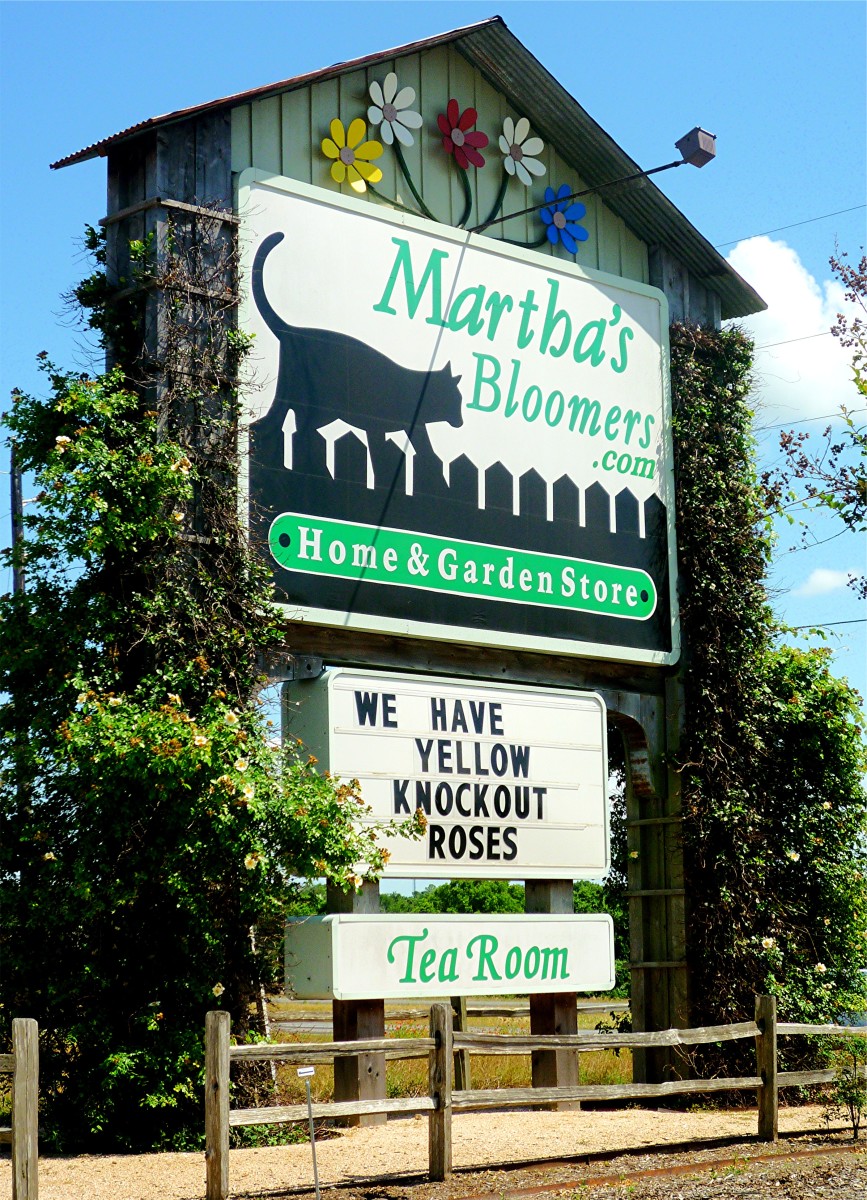 Martha's
Bloomers
.com
Home & Garden Store
WE HAVE
YELLOW
KNOCKOUT
ROSES
Tea Room